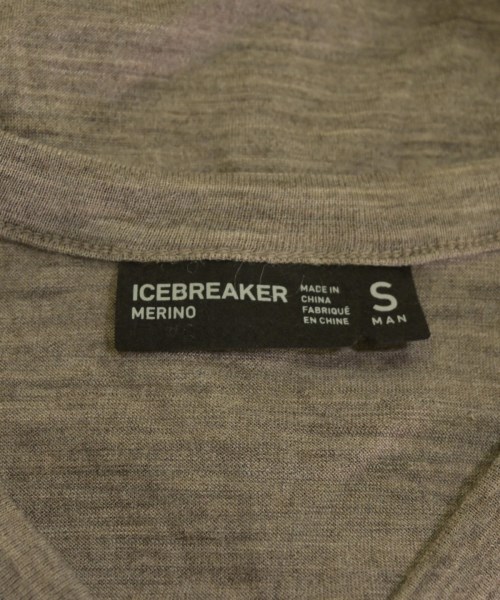 ICEBREAKER
MERINO
MADE IN
CHINA
FABRIQUÉ
EN CHINE
S
MAN